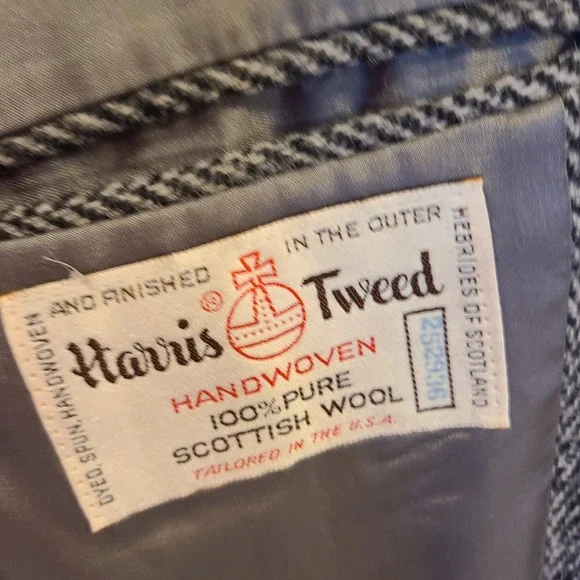 DYED, SPUN, HANDWOVEN
AND FINISHED
IN THE OUTER
HEBRIDES OF SCOTLAND
Harris ® Tweed
HANDWOVEN
100% PURE
SCOTTISH WOOL
252936
TAILORED IN THE U.S.A.